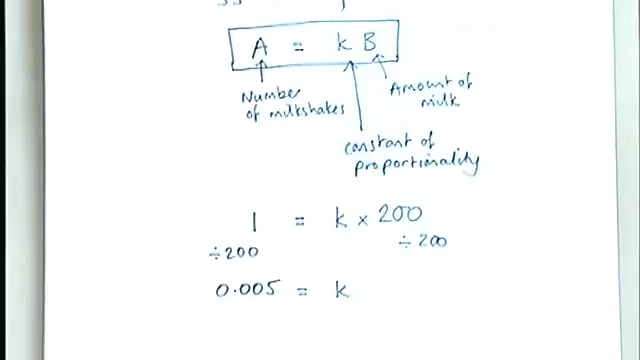 A = k B
Number of milkshakes
Amount of milk
constant of proportionality
1 = k × 200
÷200 ÷200
0.005 = k